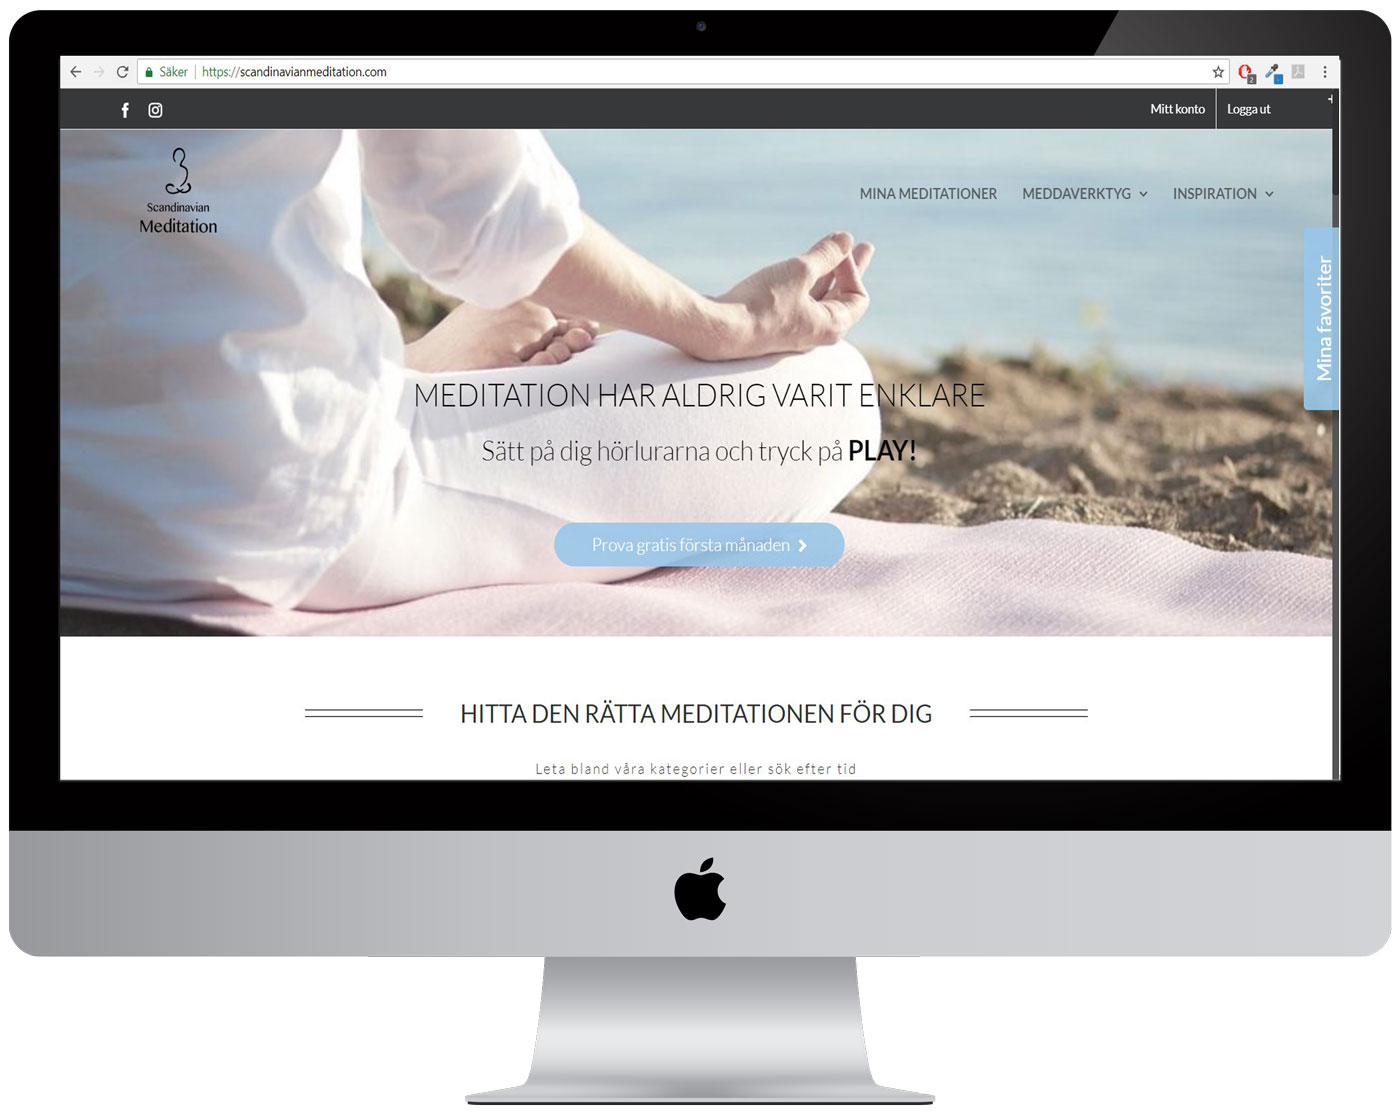 Säker https://scandinavianmeditation.com
2
Mitt konto
Logga ut
Scandinavian
Meditation
MINA MEDITATIONER
MEDDAVERKTYG
INSPIRATION
Mina favoriter
MEDITATION HAR ALDRIG VARIT ENKLARE
Sätt på dig hörlurarna och tryck på PLAY!
Prova gratis första månaden
HITTA DEN RÄTTA MEDITATIONEN FÖR DIG
Leta bland våra kategorier eller sök efter tid